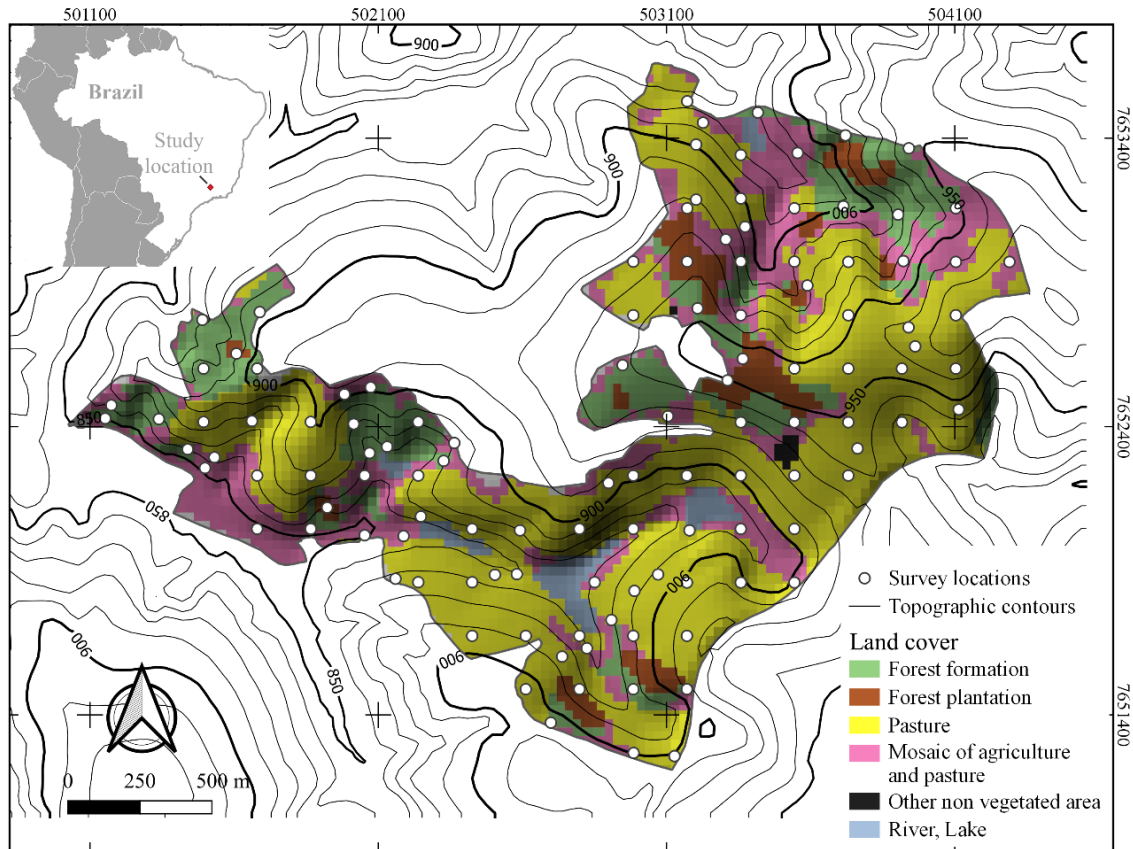 501100
502100
503100
504100
Brazil
Study
location
900
900
900
950
900
7653400
850
950
7652400
850
900
900
900
900
850
7651400
0
250
500 m
Survey locations
Topographic contours
Land cover
Forest formation
Forest plantation
Pasture
Mosaic of agriculture
and pasture
Other non vegetated area
River, Lake